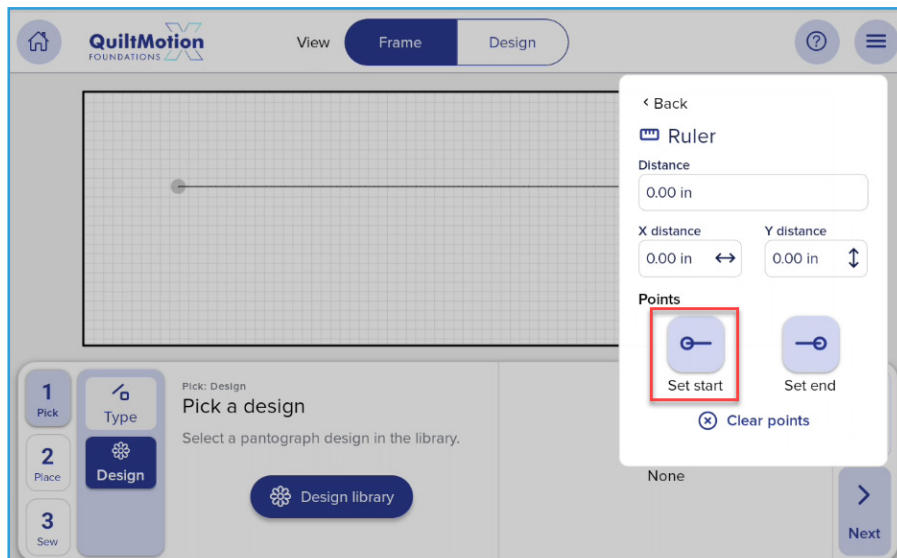 QuiltMotion
FOUNDATIONS
View
Frame
Design
?
< Back
Ruler
Distance
0.00 in
X distance
Y distance
0.00 in
0.00 in
Points
Set start
Set end
Clear points
1
Pick
2
Place
3
Sew
Type
Design
Pick: Design
Pick a design
Select a pantograph design in the library.
Design library
None
Next